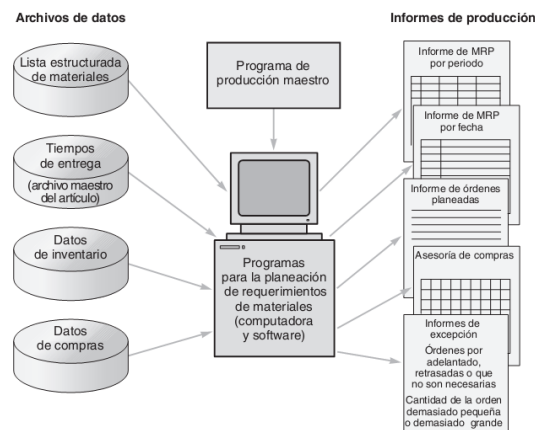 Archivos de datos
Lista estructurada
de materiales
Tiempos
de entrega
(archivo maestro
del artículo)
Datos
de inventario
Datos
de compras
Programa de
producción maestro
Programas
para la planeación
de requerimientos
de materiales
(computadora
y software)
Informes de producción
Informe de MRP
por periodo
Informe de MRP
por fecha
Informe de órdenes
planeadas
Asesoría de compras
Informes de
excepción
Órdenes por
adelantado,
retrasadas o que
no son necesarias
Cantidad de la orden
demasiado pequeña
o demasiado grande